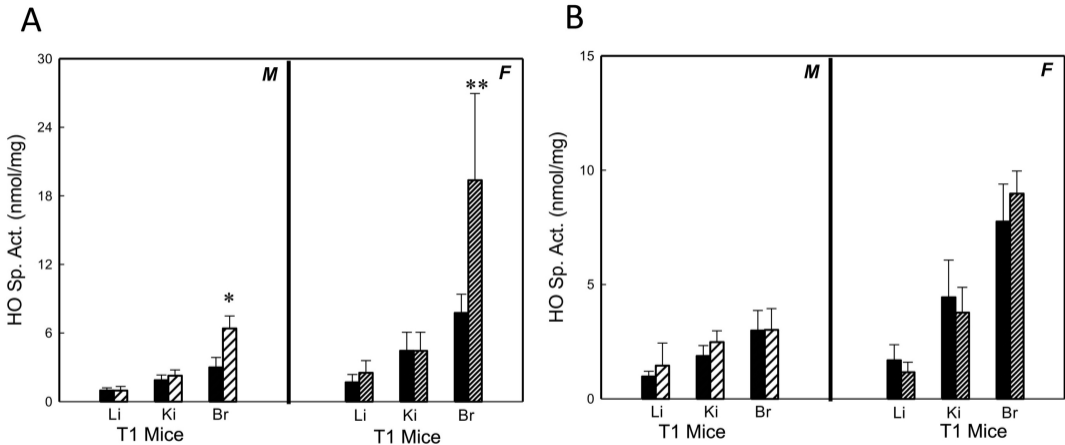 A
HO Sp. Act. (nmol/mg)
30
24
18
12
6
0
M
F
*
**
Li Ki Br
Li Ki Br
T1 Mice
T1 Mice
B
HO Sp. Act. (nmol/mg)
15
10
5
0
M
F
Li Ki Br
Li Ki Br
T1 Mice
T1 Mice